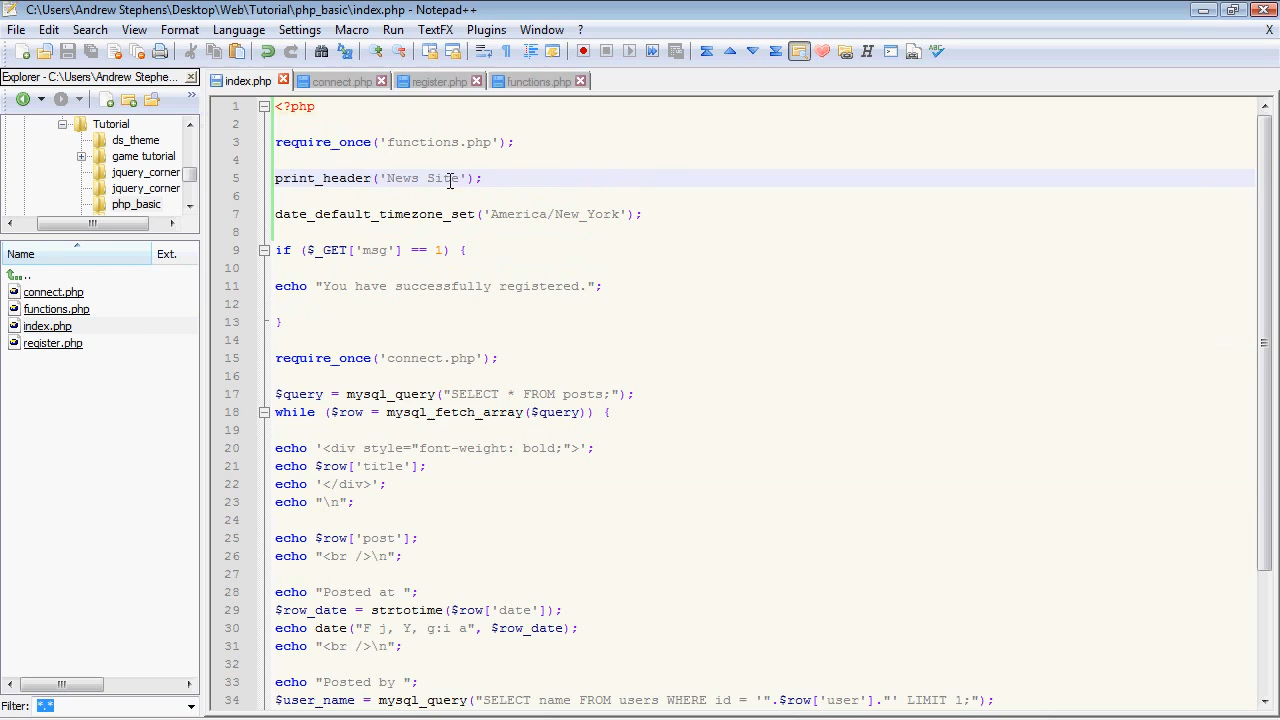 C:\Users\Andrew Stephens\Desktop\Web\Tutorial\php_basic\index.php - Notepad++
File Edit Search View Format Language Settings Macro Run TextFX Plugins Window ? X
Explorer - C:\Users\Andrew Stephe...
index.php connect.php register.php functions.php
Tutorial
ds_theme
game tutorial
jquery_corner
jquery_corner
php_basic
Name Ext.
..
connect.php
functions.php
index.php
register.php
Filter: *.*
1 <?php
2
3 require_once('functions.php');
4
5 print_header('News Site');
6
7 date_default_timezone_set('America/New_York');
8
9 if ($_GET['msg'] == 1) {
10
11 echo "You have successfully registered.";
12
13 }
14
15 require_once('connect.php');
16
17 $query = mysql_query("SELECT * FROM posts;");
18 while ($row = mysql_fetch_array($query)) {
19
20 echo '<div style="font-weight: bold;">';
21 echo $row['title'];
22 echo '</div>';
23 echo "\n";
24
25 echo $row['post'];
26 echo "<br />\n";
27
28 echo "Posted at ";
29 $row_date = strtotime($row['date']);
30 echo date("F j, Y, g:i a", $row_date);
31 echo "<br />\n";
32
33 echo "Posted by ";
34 $user_name = mysql_query("SELECT name FROM users WHERE id = '".$row['user']."' LIMIT 1;");